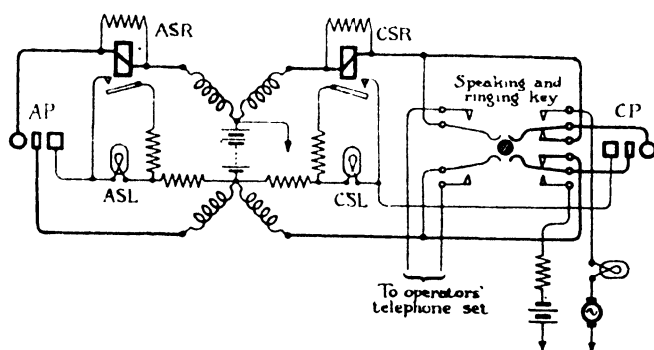 ASR
CSR
Speaking and
ringing key
AP
CP
ASL
CSL
To operators'
telephone set